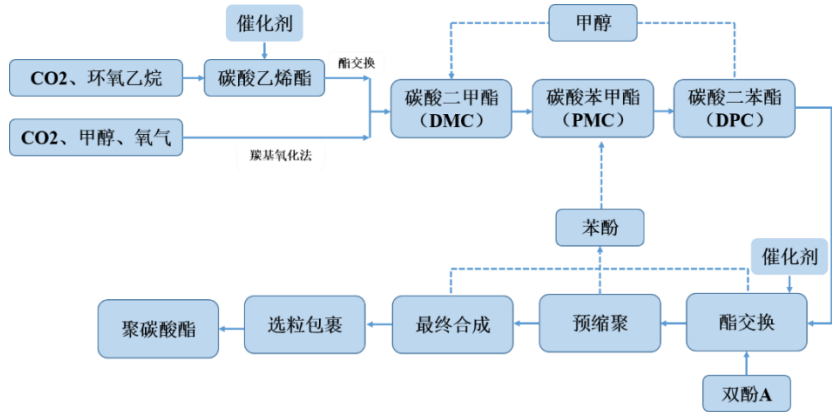 催化剂
甲醇
CO2、环氧乙烷
碳酸乙烯酯
酯交换
碳酸二甲酯
（DMC）
碳酸苯甲酯
（PMC）
碳酸二苯酯
（DPC）
CO2、甲醇、氧气
羰基氧化法
苯酚
催化剂
聚碳酸酯
选粒包裹
最终合成
预缩聚
酯交换
双酚A